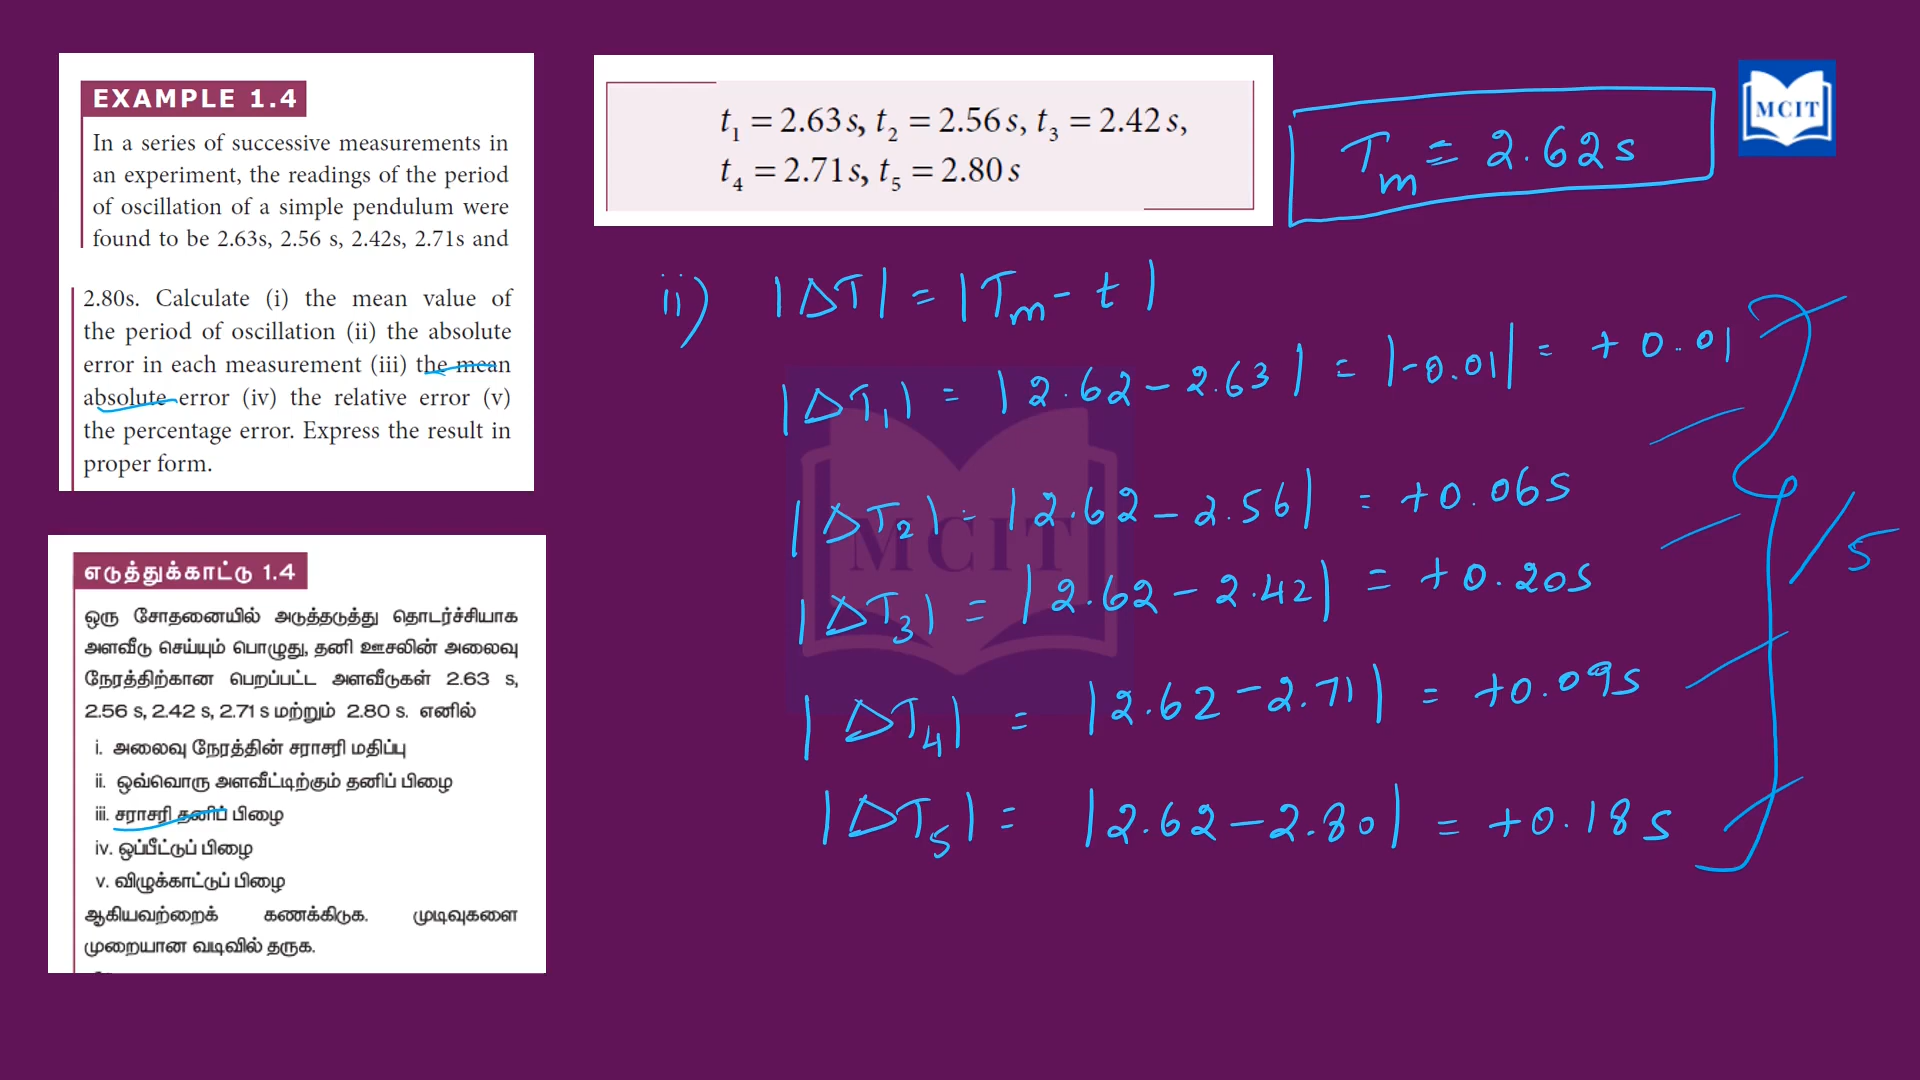 EXAMPLE 1.4
In a series of successive measurements in
an experiment, the readings of the period
of oscillation of a simple pendulum were
found to be 2.63s, 2.56 s, 2.42s, 2.71s and
2.80s. Calculate (i) the mean value of
the period of oscillation (ii) the absolute
error in each measurement (iii) the mean
absolute error (iv) the relative error (v)
the percentage error. Express the result in
proper form.
எடுத்துக்காட்டு 1.4
ஒரு சோதனையில் அடுத்தடுத்து தொடர்ச்சியாக
அளவீடு செய்யும் பொழுது, தனி ஊசலின் அலைவு
நேரத்திற்கான பெறப்பட்ட அளவீடுகள் 2.63 s,
2.56 s, 2.42 s, 2.71 s மற்றும் 2.80 s. எனில்
i. அலைவு நேரத்தின் சராசரி மதிப்பு
ii. ஒவ்வொரு அளவீட்டிற்கும் தனிப் பிழை
iii. சராசரி தனிப் பிழை
iv. ஒப்பீட்டுப் பிழை
v. விழுக்காட்டுப் பிழை
ஆகியவற்றைக் கணக்கிடுக. முடிவுகளை
முறையான வடிவில் தருக.
t₁ = 2.63 s, t₂ = 2.56 s, t₃ = 2.42 s,
t₄ = 2.71 s, t₅ = 2.80 s
Tₘ = 2.62 s
MCIT
ii) |ΔT| = |Tₘ - t|
|ΔT₁| = |2.62 - 2.63| = |-0.01| = +0.01
|ΔT₂| = |2.62 - 2.56| = +0.06s
|ΔT₃| = |2.62 - 2.42| = +0.20s
|ΔT₄| = |2.62 - 2.71| = +0.09s
|ΔT₅| = |2.62 - 2.80| = +0.18 s
/5
MCIT